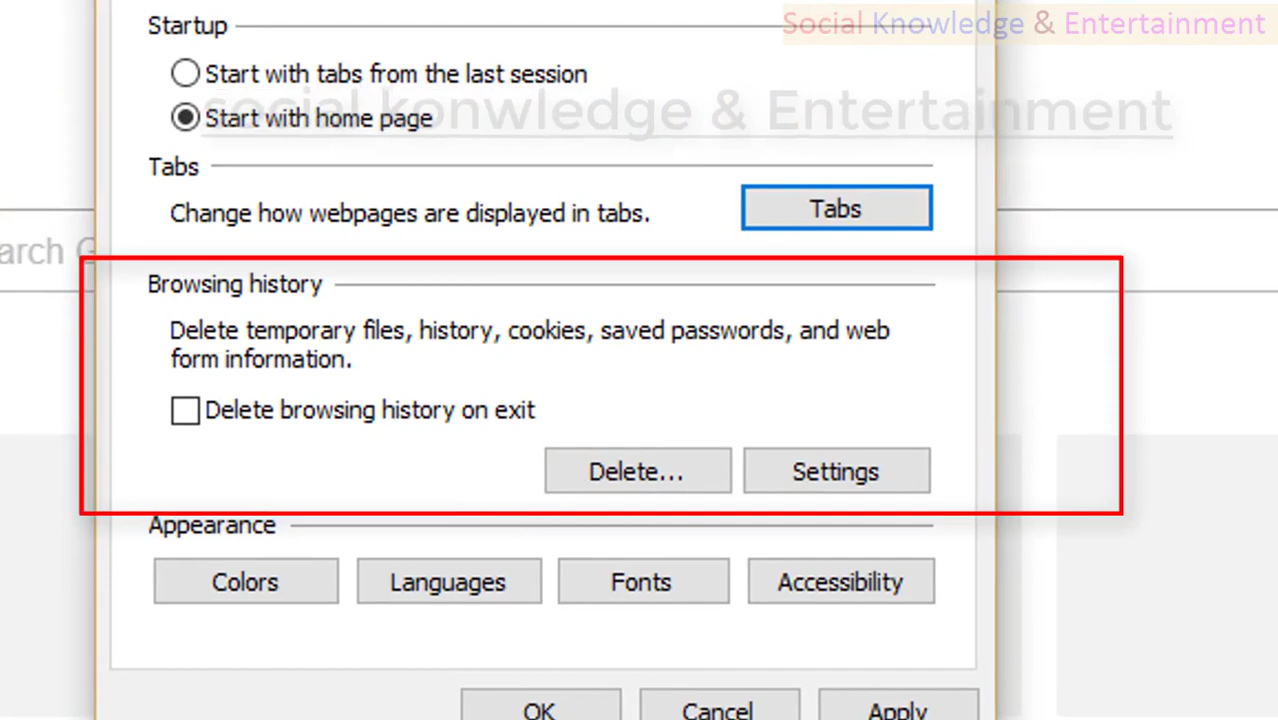 Social Knowledge & Entertainment
Startup
Start with tabs from the last session
social konwledge & Entertainment
Start with home page
Tabs
Change how webpages are displayed in tabs.
Tabs
arch G
Browsing history
Delete temporary files, history, cookies, saved passwords, and web
form information.
Delete browsing history on exit
Delete... Settings
Appearance
Colors Languages Fonts Accessibility
OK Cancel Apply